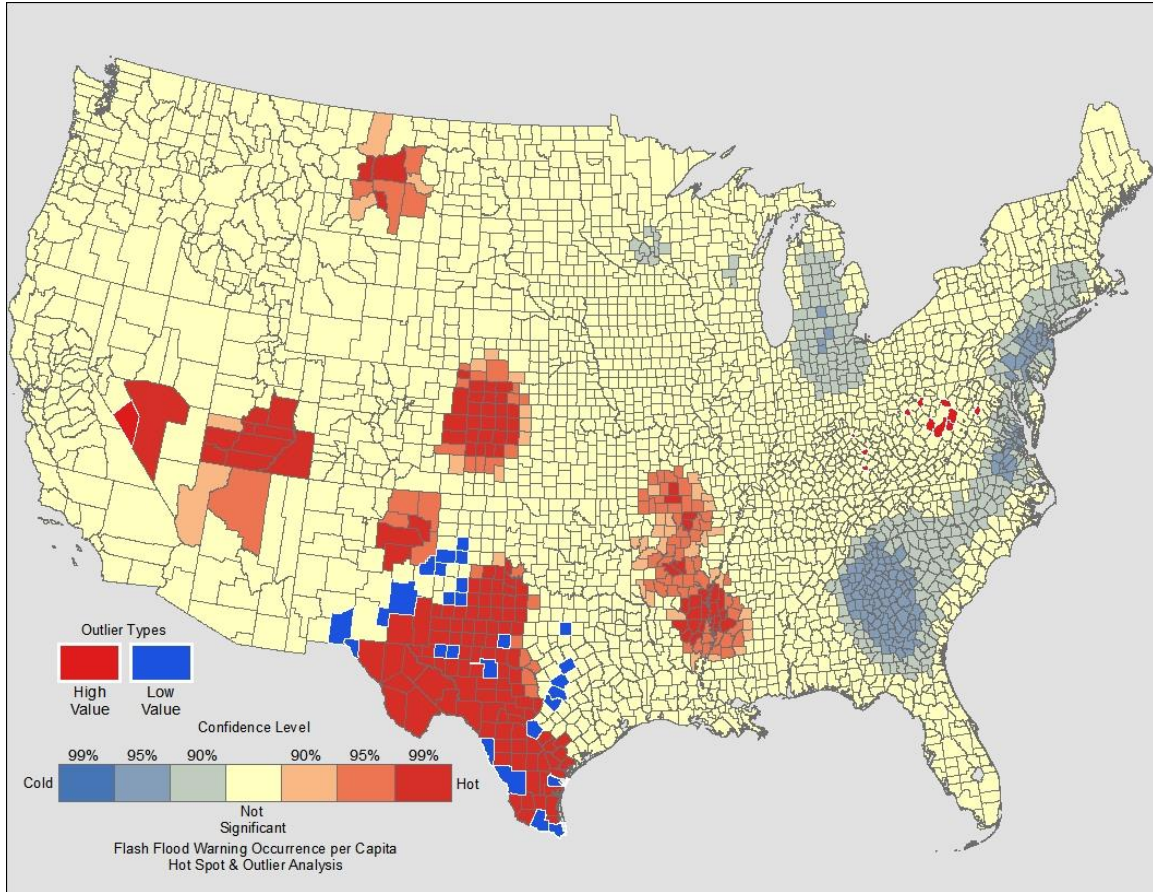 Outlier Types
High
Value
Low
Value
Confidence Level
99% 95% 90% 90% 95% 99%
Cold
Hot
Not
Significant
Flash Flood Warning Occurrence per Capita
Hot Spot & Outlier Analysis